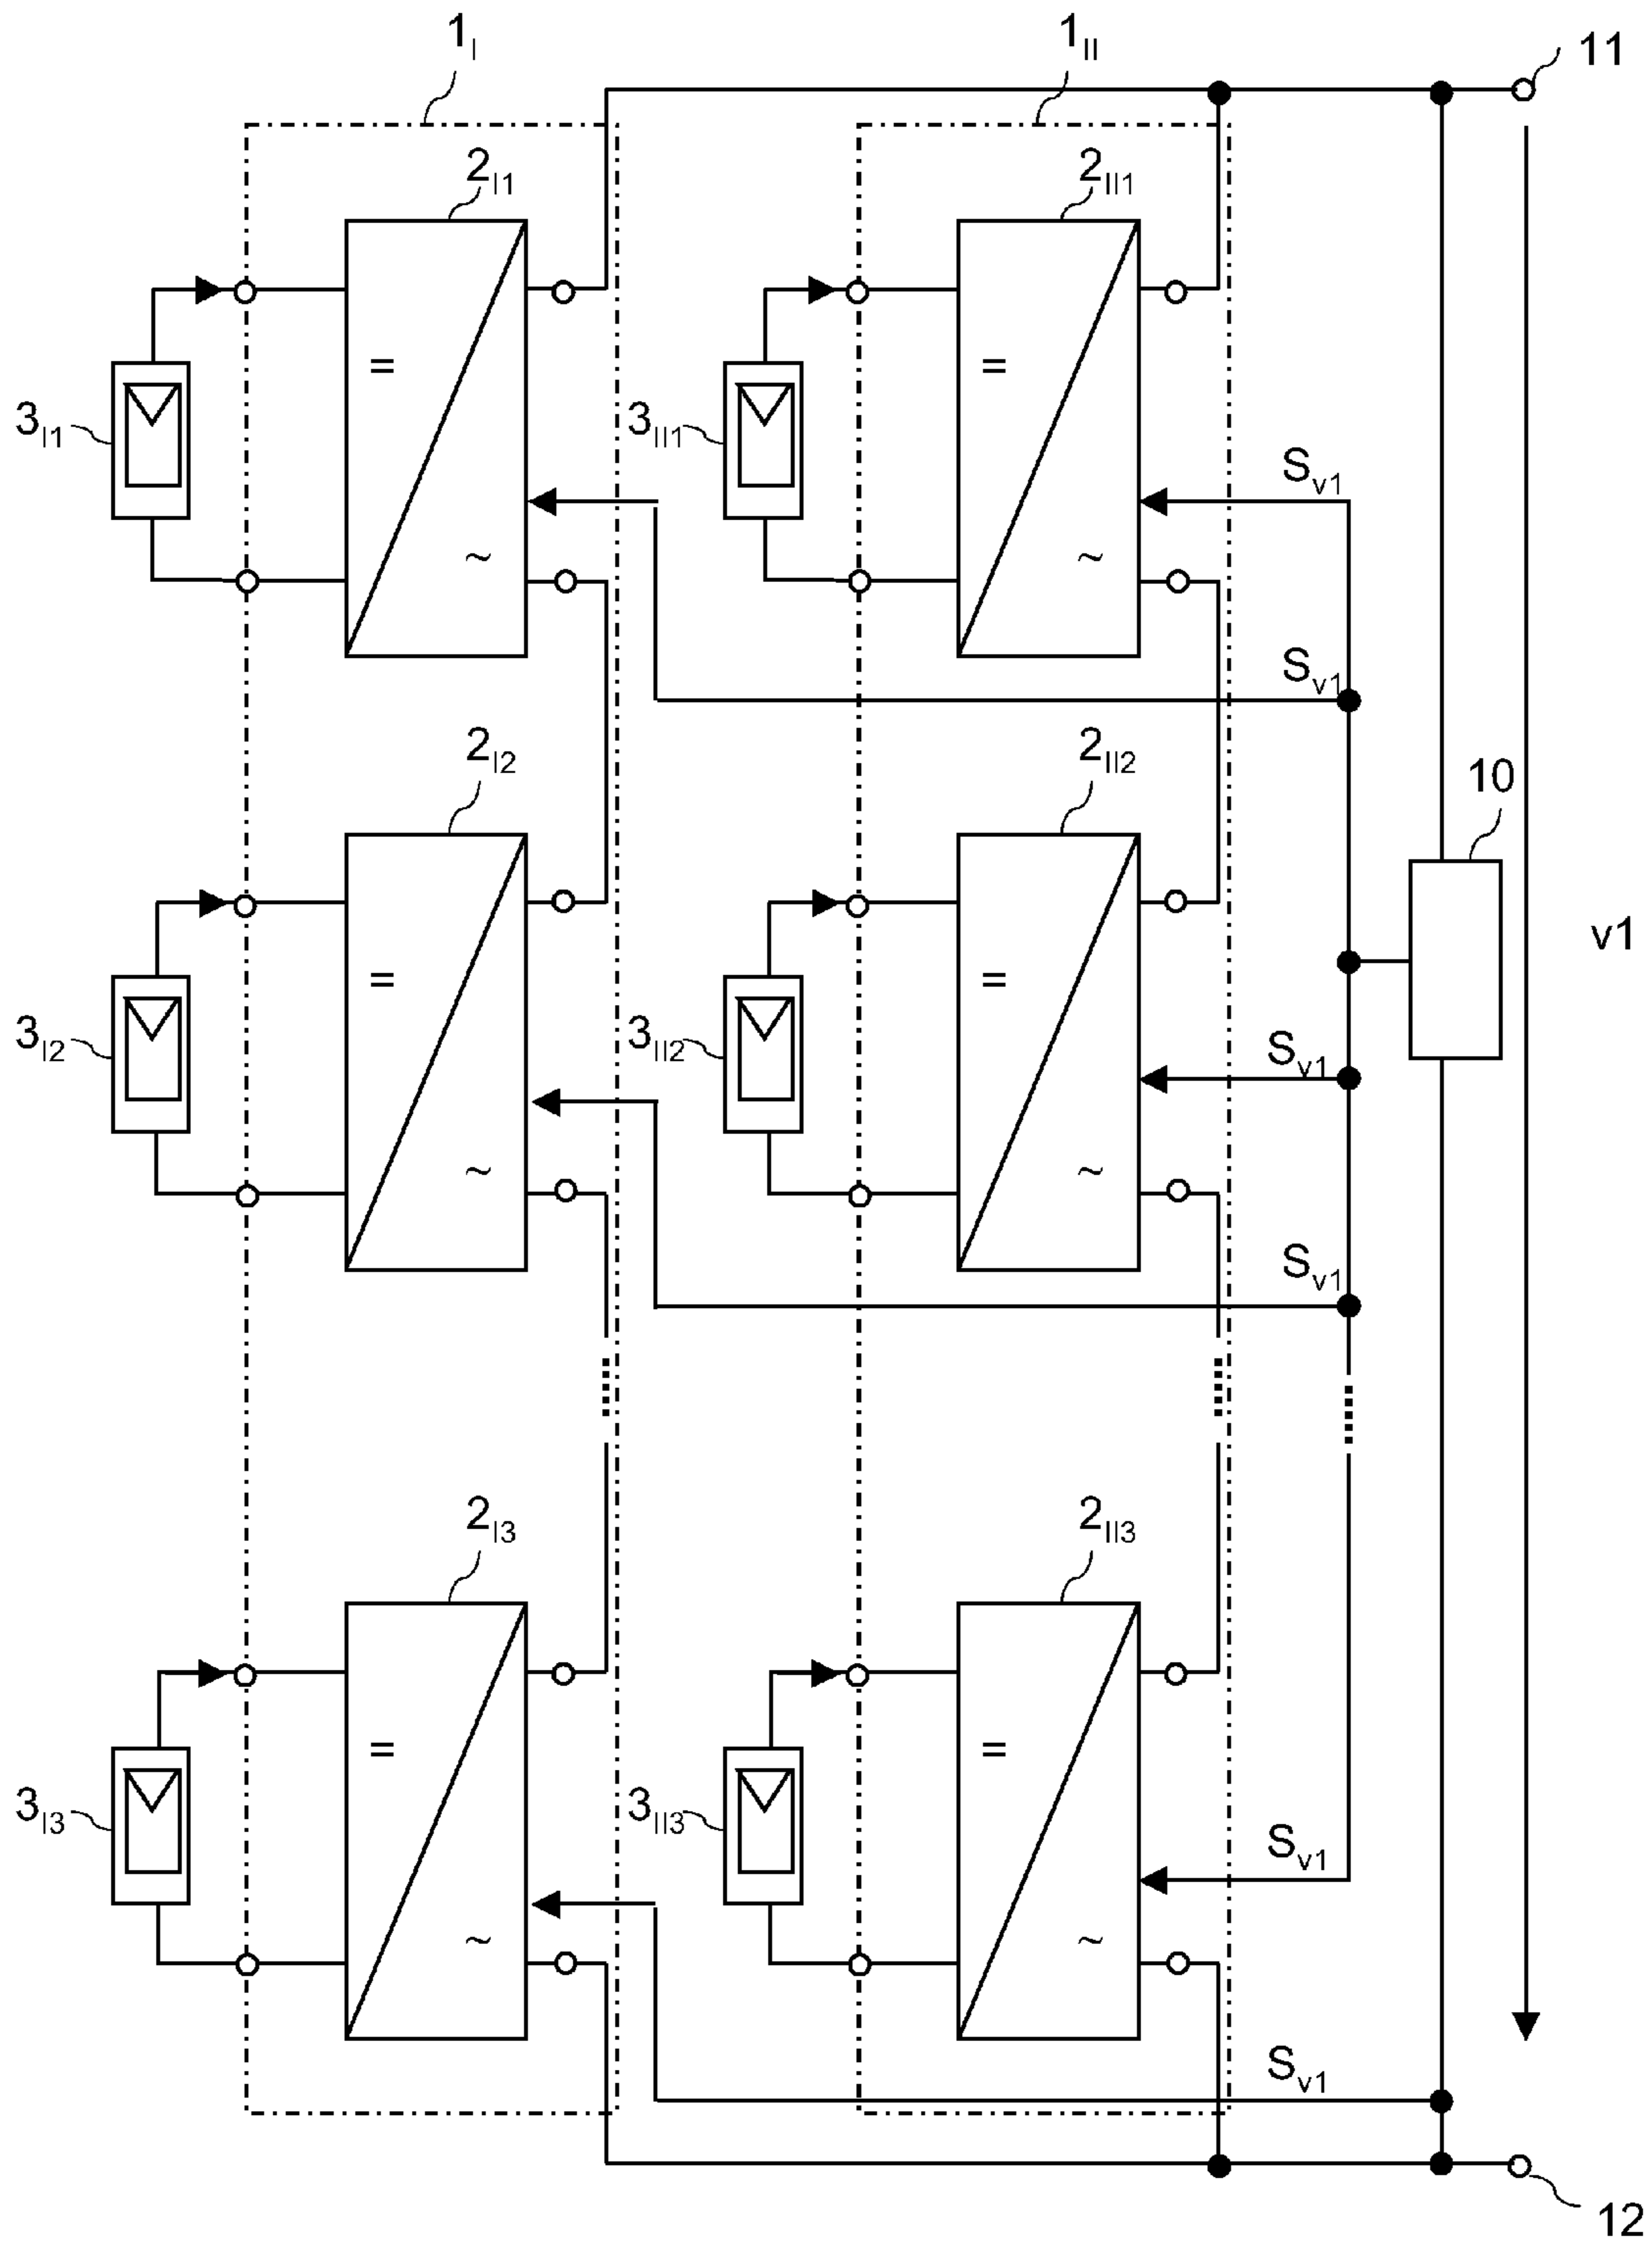 1I
1II
11
2I1
2II1
=
=
3I1
3II1
Sv1
~
~
Sv1
2I2
2II2
10
v1
=
=
3I2
3II2
Sv1
~
~
Sv1
2I3
2II3
=
=
3I3
3II3
Sv1
~
~
Sv1
12